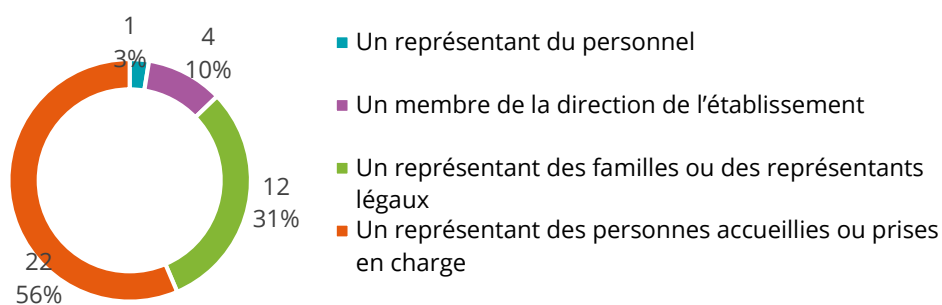 1
3%
4
10%
12
31%
22
56%
Un représentant du personnel
Un membre de la direction de l’établissement
Un représentant des familles ou des représentants
légaux
Un représentant des personnes accueillies ou prises
en charge